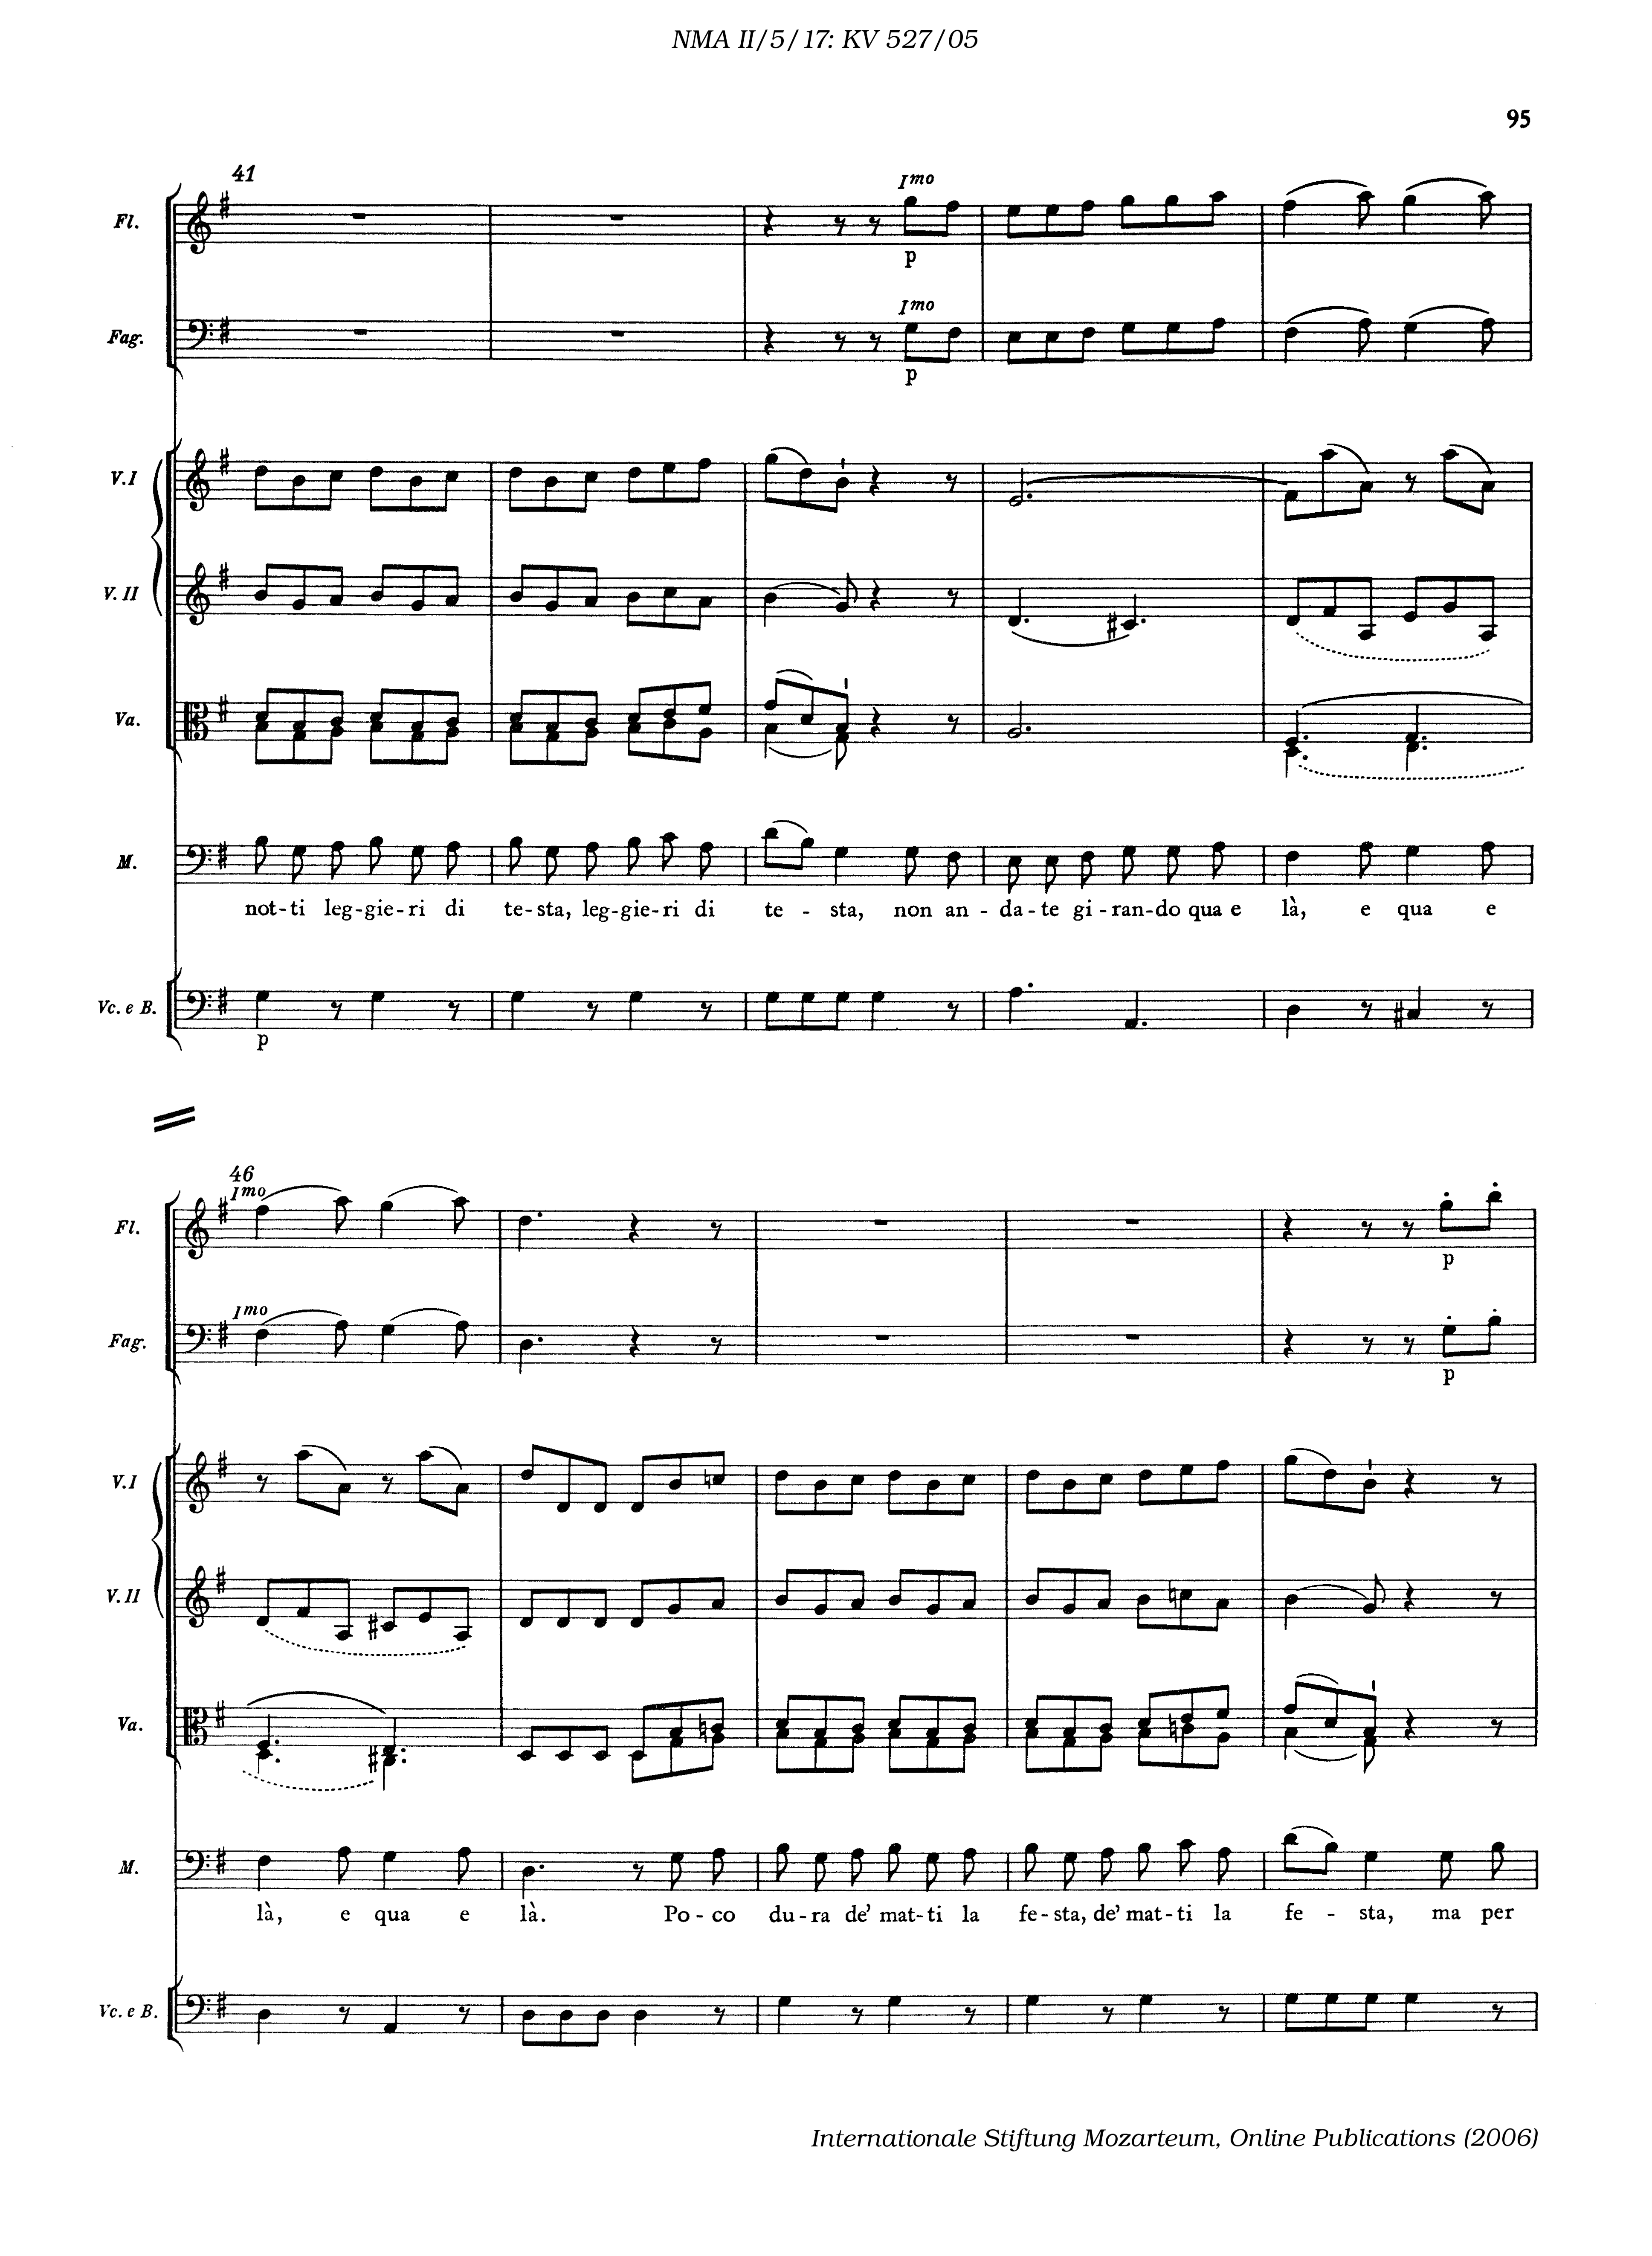 NMA II/5/17: KV 527/05
95
41
Fl.
Imo
p
Fag.
Imo
p
V.I
V. II
Va.
M.
not-ti leg-gie-ri di te-sta, leg-gie-ri di te - sta, non an - da-te gi-ran-do qua e là, e qua e
Vc. e B.
p
46
Imo
Fl.
p
Imo
Fag.
p
V.I
V. II
Va.
M.
là, e qua e là. Po - co du-ra de' mat-ti la fe-sta, de' mat-ti la fe - sta, ma per
Vc. e B.
Internationale Stiftung Mozarteum, Online Publications (2006)